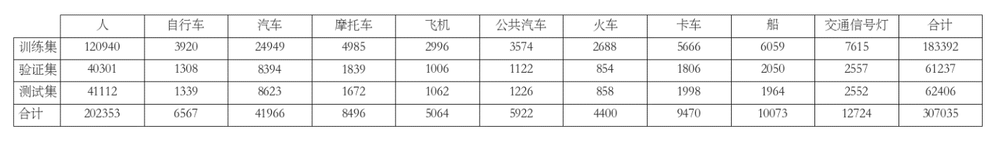 人 自行车 汽车 摩托车 飞机 公共汽车 火车 卡车 船 交通信号灯 合计
训练集 120940 3920 24949 4985 2996 3574 2688 5666 6059 7615 183392
验证集 40301 1308 8394 1839 1006 1122 854 1806 2050 2557 61237
测试集 41112 1339 8623 1672 1062 1226 858 1998 1964 2552 62406
合计 202353 6567 41966 8496 5064 5922 4400 9470 10073 12724 307035